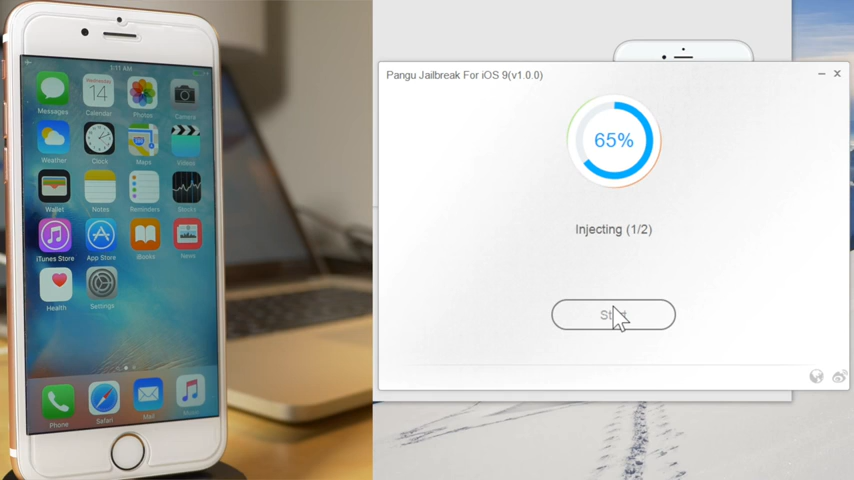 1:11 AM
Wednesday
14
Messages
Calendar
Photos
Camera
Weather
Clock
Maps
Videos
Wallet
Notes
Reminders
Stocks
iTunes Store
App Store
iBooks
News
Health
Settings
Phone
Safari
Mail
Music
Pangu Jailbreak For iOS 9(v1.0.0)
65%
Injecting (1/2)